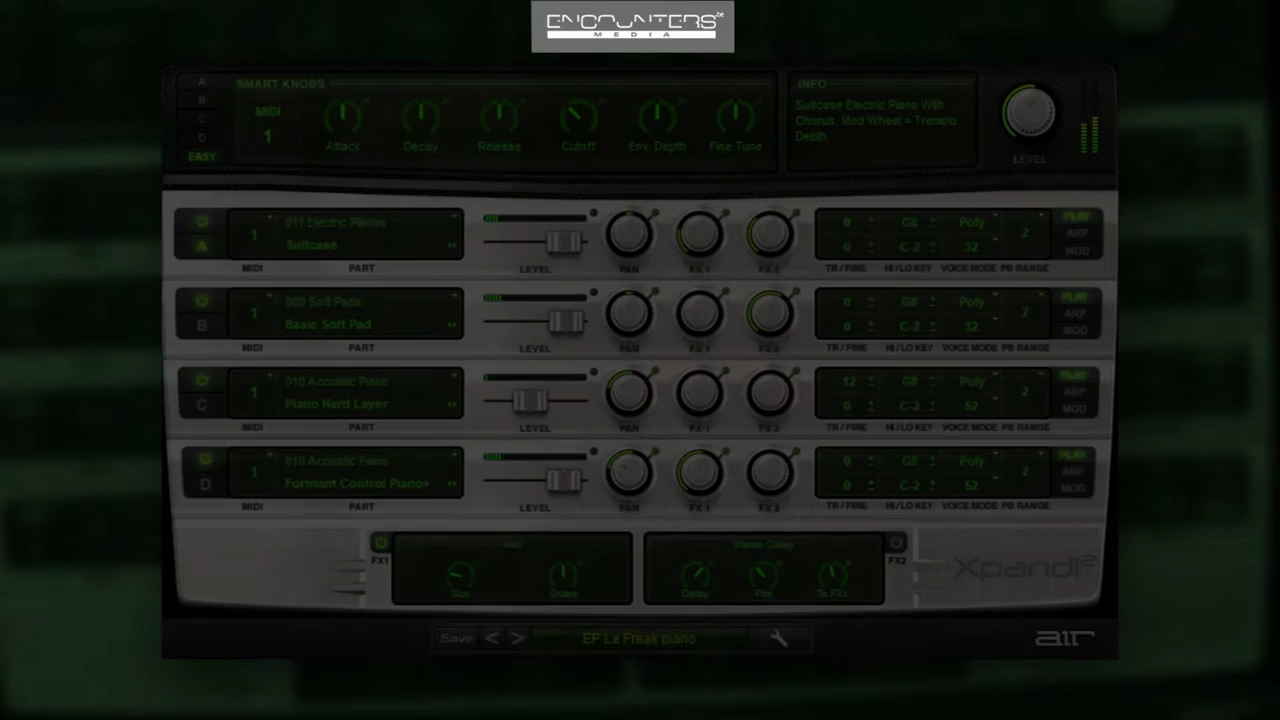 ENCOUNTERS.be
MEDIA
A
B
C
D
EASY
SMART KNOBS
MIDI
1
Attack
Decay
Release
Cutoff
Env Depth
Fine Tune
INFO
Suitcase Electric Piano With
Chorus. Mod Wheel = Tremolo
Depth.
LEVEL
A
1
011 Electric Pianos
Suitcase
MIDI
PART
LEVEL
PAN
FX 1
FX 2
0 G8 Poly 2
0 C-2 32
TR / FINE HI / LO KEY VOICE MODE PB RANGE
PLAY
ARP
MOD
B
1
Soft Pads
Basic Soft Pad
MIDI
PART
LEVEL
PAN
FX 1
FX 2
0 G8 Poly 2
0 C-2 32
TR / FINE HI / LO KEY VOICE MODE PB RANGE
PLAY
ARP
MOD
C
1
010 Acoustic Piano
Piano Hard Layer
MIDI
PART
LEVEL
PAN
FX 1
FX 2
-12 G8 Poly 2
0 C-2 52
TR / FINE HI / LO KEY VOICE MODE PB RANGE
PLAY
ARP
MOD
D
1
010 Acoustic Piano
Formant Control Piano+
MIDI
PART
LEVEL
PAN
FX 1
FX 2
0 G8 Poly 2
0 C-2 52
TR / FINE HI / LO KEY VOICE MODE PB RANGE
PLAY
ARP
MOD
FX1
Hall
Size
Shape
Stereo Delay
Delay
Fbk
To FX1
FX2
Xpand!2
Save < > EP Le Freak piano
air